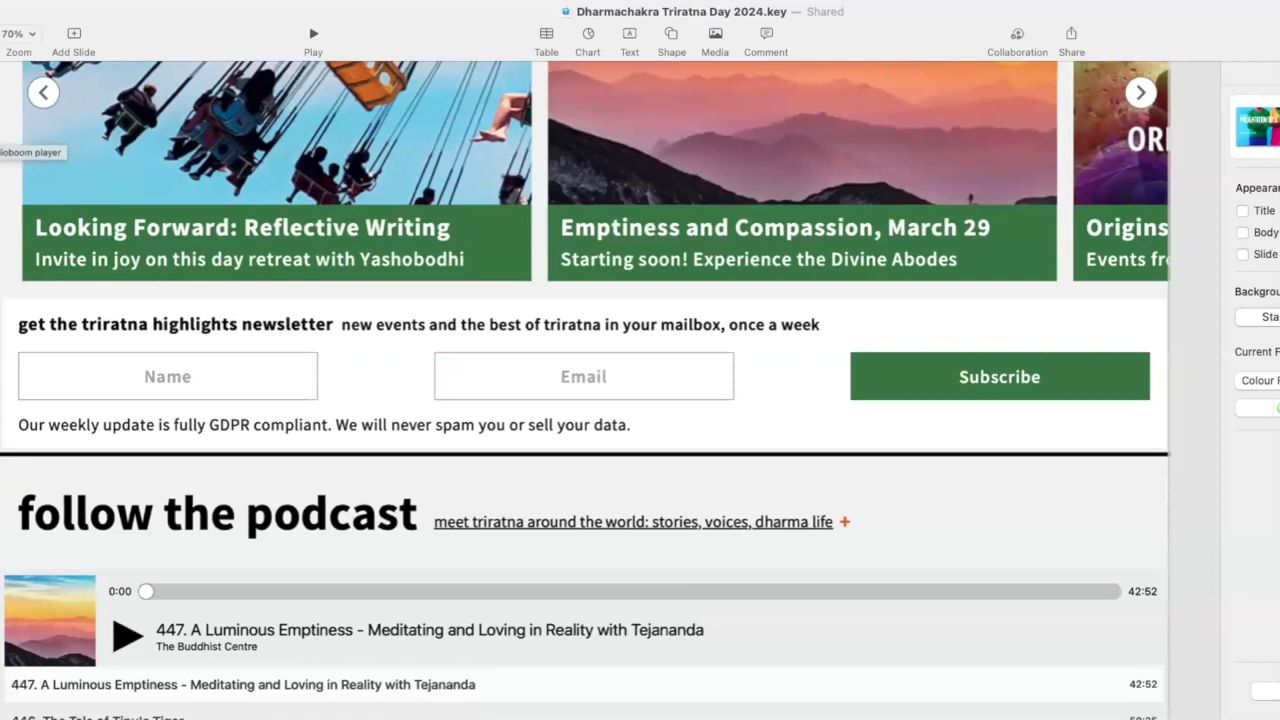 Dharmachakra Triratna Day 2024.key — Shared
70%
Zoom
Add Slide
Play
Table
Chart
Text
Shape
Media
Comment
Collaboration
Share
ioboom player
Looking Forward: Reflective Writing
Invite in joy on this day retreat with Yashobodhi
Emptiness and Compassion, March 29
Starting soon! Experience the Divine Abodes
ORI
Origins
Events fr
PRESENTATION TITLE
Appearan
Title
Body
Slide
Backgrou
Sta
Current F
Colour F
get the triratna highlights newsletter new events and the best of triratna in your mailbox, once a week
Name
Email
Subscribe
Our weekly update is fully GDPR compliant. We will never spam you or sell your data.
follow the podcast meet triratna around the world: stories, voices, dharma life +
0:00
42:52
447. A Luminous Emptiness - Meditating and Loving in Reality with Tejananda
The Buddhist Centre
447. A Luminous Emptiness - Meditating and Loving in Reality with Tejananda 42:52